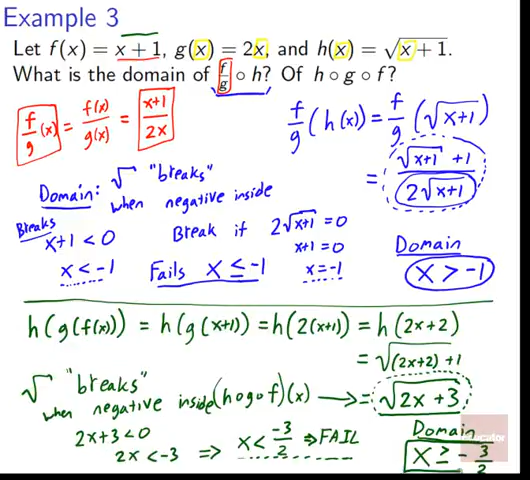 Example 3
Let f(x) = x + 1, g(x) = 2x, and h(x) = √x + 1.
What is the domain of f/g ∘ h? Of h ∘ g ∘ f?
f/g(x) = f(x)/g(x) = x+1/2x
f/g(h(x)) = f/g(√x+1)
= √x+1 + 1 / 2√x+1
Domain: √ "breaks"
when negative inside
Breaks
x+1 < 0
x < -1
Break if 2√x+1 = 0
x+1 = 0
x = -1
Fails x ≤ -1
Domain
x > -1
h(g(f(x))) = h(g(x+1)) = h(2(x+1)) = h(2x+2)
= √(2x+2)+1
√ "breaks"
when negative inside
(h∘g∘f)(x) → = √2x+3
2x+3<0
2x < -3 ⇒ x < -3/2 ⇒ FAIL
Domain
x ≥ -3/2